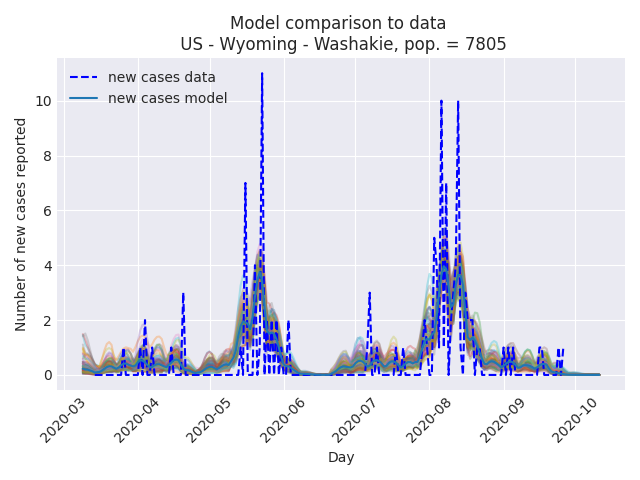 Model comparison to data
US - Wyoming - Washakie, pop. = 7805
new cases data
new cases model
Number of new cases reported
10
8
6
4
2
0
2020-03
2020-04
2020-05
2020-06
2020-07
2020-08
2020-09
2020-10
Day